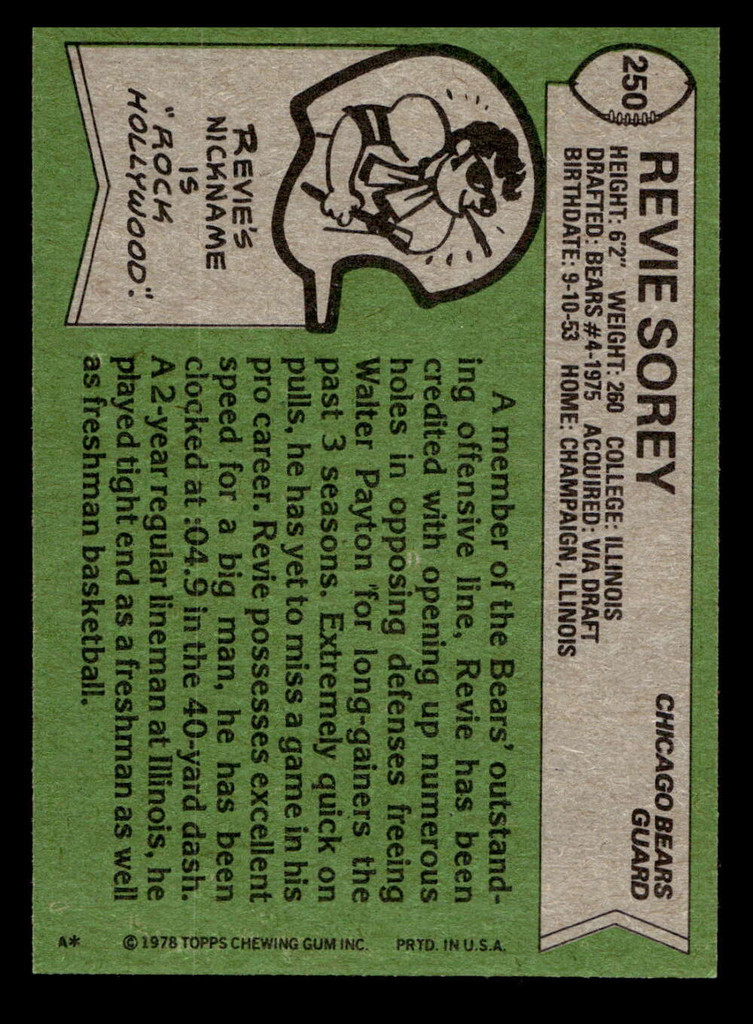 250
REVIE SOREY
CHICAGO BEARS
GUARD
HEIGHT: 6'2" WEIGHT: 260 COLLEGE: ILLINOIS
DRAFTED: BEARS #4-1975 ACQUIRED: VIA DRAFT
BIRTHDATE: 9-10-53 HOME: CHAMPAIGN, ILLINOIS
REVIE'S
NICKNAME
IS
"ROCK
HOLLYWOOD."
A member of the Bears' outstand-
ing offensive line, Revie has been
credited with opening up numerous
holes in opposing defenses freeing
Walter Payton for long-gainers the
past 3 seasons. Extremely quick on
pulls, he has yet to miss a game in his
pro career. Revie possesses excellent
speed for a big man, he has been
clocked at :04.9 in the 40-yard dash.
A 2-year regular lineman at Illinois, he
played tight end as a freshman as well
as freshman basketball.
A* © 1978 TOPPS CHEWING GUM INC. PRTD. IN U.S.A.